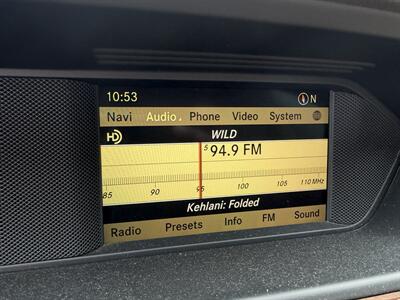 10:53 N
Navi Audio Phone Video System
HD WILD
5 94.9 FM
85 90 95 100 105 110 MHz
Kehlani: Folded
Radio Presets Info FM Sound